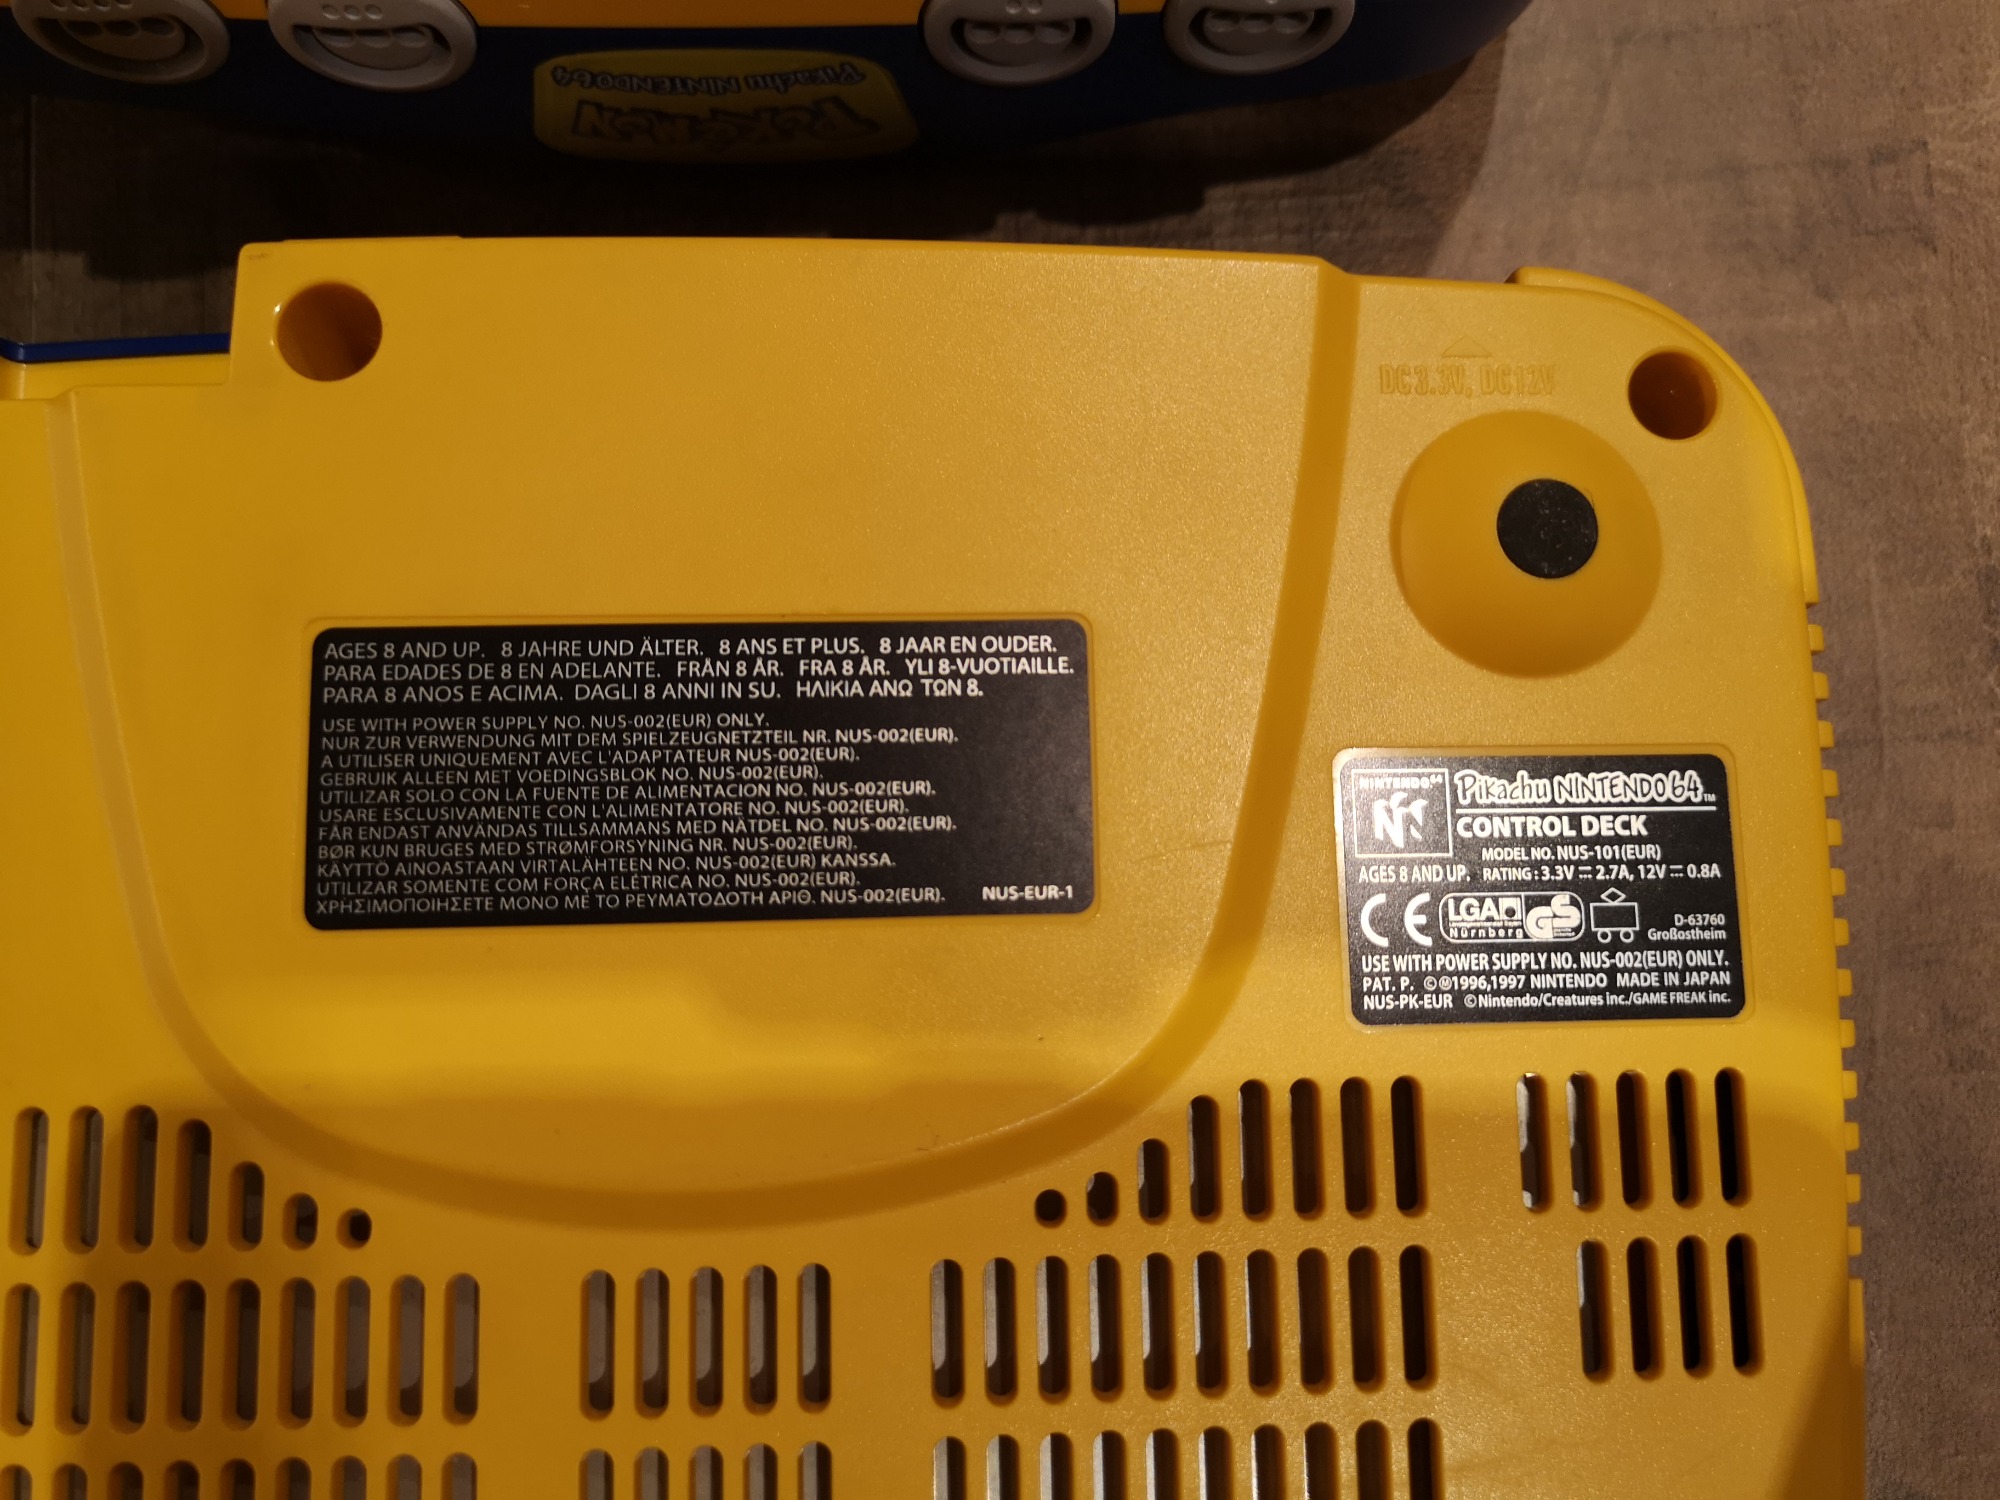 Pikachu NINTENDO64
POKéMON
DC 3.3V, DC 12V
AGES 8 AND UP. 8 JAHRE UND ÄLTER. 8 ANS ET PLUS. 8 JAAR EN OUDER.
PARA EDADES DE 8 EN ADELANTE. FRÅN 8 ÅR. FRA 8 ÅR. YLI 8-VUOTIAILLE.
PARA 8 ANOS E ACIMA. DAGLI 8 ANNI IN SU. ΗΛΙΚΙΑ ΑΝΩ ΤΩΝ 8.
USE WITH POWER SUPPLY NO. NUS-002(EUR) ONLY.
NUR ZUR VERWENDUNG MIT DEM SPIELZEUGNETZTEIL NR. NUS-002(EUR).
A UTILISER UNIQUEMENT AVEC L'ADAPTATEUR NUS-002(EUR).
GEBRUIK ALLEEN MET VOEDINGSBLOK NO. NUS-002(EUR).
UTILIZAR SOLO CON LA FUENTE DE ALIMENTACION NO. NUS-002(EUR).
USARE ESCLUSIVAMENTE CON L'ALIMENTATORE NO. NUS-002(EUR).
FÅR ENDAST ANVÄNDAS TILLSAMMANS MED NÄTDEL NO. NUS-002(EUR).
BØR KUN BRUGES MED STRØMFORSYNING NR. NUS-002(EUR).
KÄYTTÖ AINOASTAAN VIRTALÄHTEEN NO. NUS-002(EUR) KANSSA.
UTILIZAR SOMENTE COM FORÇA ELÉTRICA NO. NUS-002(EUR).
ΧΡΗΣΙΜΟΠΟΙΗΣΕΤΕ ΜΟΝΟ ΜΕ ΤΟ ΡΕΥΜΑΤΟΔΟΤΗ ΑΡΙΘ. NUS-002(EUR). NUS-EUR-1
NINTENDO64 Pikachu NINTENDO64™
CONTROL DECK
MODEL NO. NUS-101(EUR)
AGES 8 AND UP. RATING : 3.3V ⎓ 2.7A, 12V ⎓ 0.8A
CE LGA GS D-63760
Nürnberg Großostheim
USE WITH POWER SUPPLY NO. NUS-002(EUR) ONLY.
PAT. P. ©Ⓜ1996,1997 NINTENDO MADE IN JAPAN
NUS-PK-EUR ©Nintendo/Creatures inc./GAME FREAK inc.